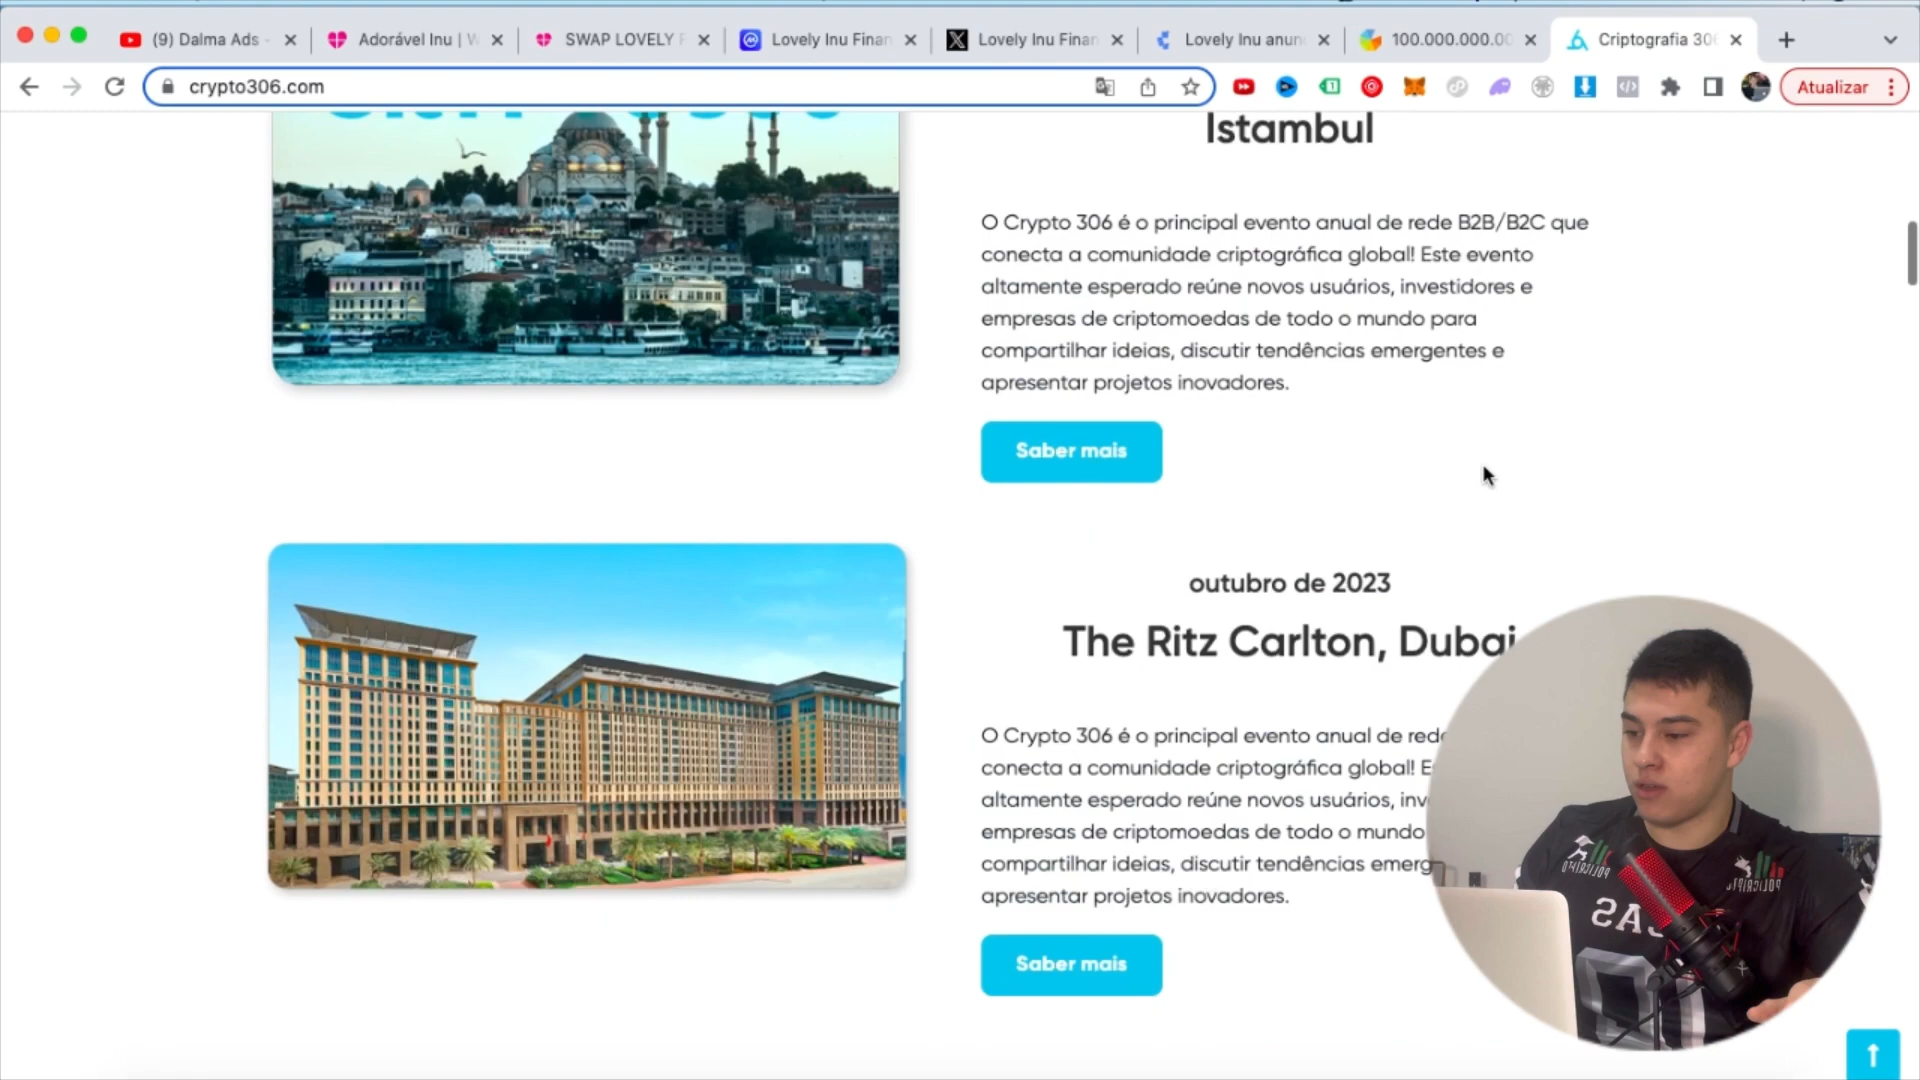 (9) Dalma Ads
Adorável Inu | W
SWAP LOVELY F
Lovely Inu Finan
Lovely Inu Finan
Lovely Inu anun
100.000.000.00
Criptografia 306
crypto306.com
Atualizar
Istambul
O Crypto 306 é o principal evento anual de rede B2B/B2C que
conecta a comunidade criptográfica global! Este evento
altamente esperado reúne novos usuários, investidores e
empresas de criptomoedas de todo o mundo para
compartilhar ideias, discutir tendências emergentes e
apresentar projetos inovadores.
Saber mais
outubro de 2023
The Ritz Carlton, Dubai
O Crypto 306 é o principal evento anual de rede
conecta a comunidade criptográfica global! E
altamente esperado reúne novos usuários, inv
empresas de criptomoedas de todo o mundo
compartilhar ideias, discutir tendências emerg
apresentar projetos inovadores.
Saber mais